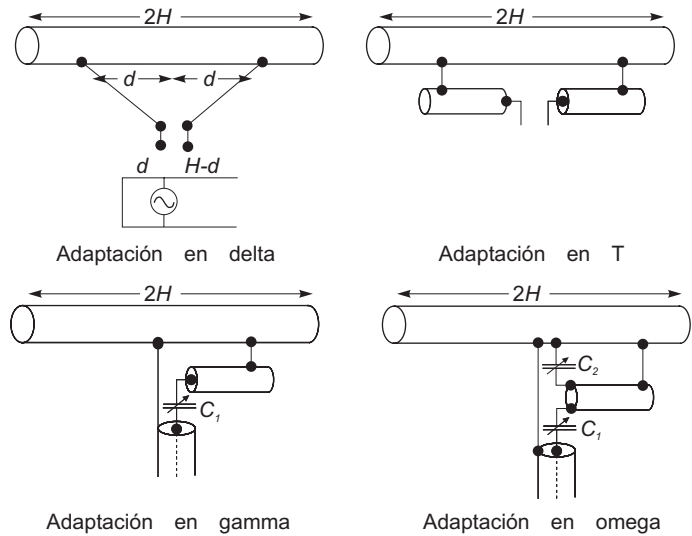 2H
2H
d
d
d
H-d
Adaptación en delta
Adaptación en T
2H
2H
C1
C2
C1
Adaptación en gamma
Adaptación en omega